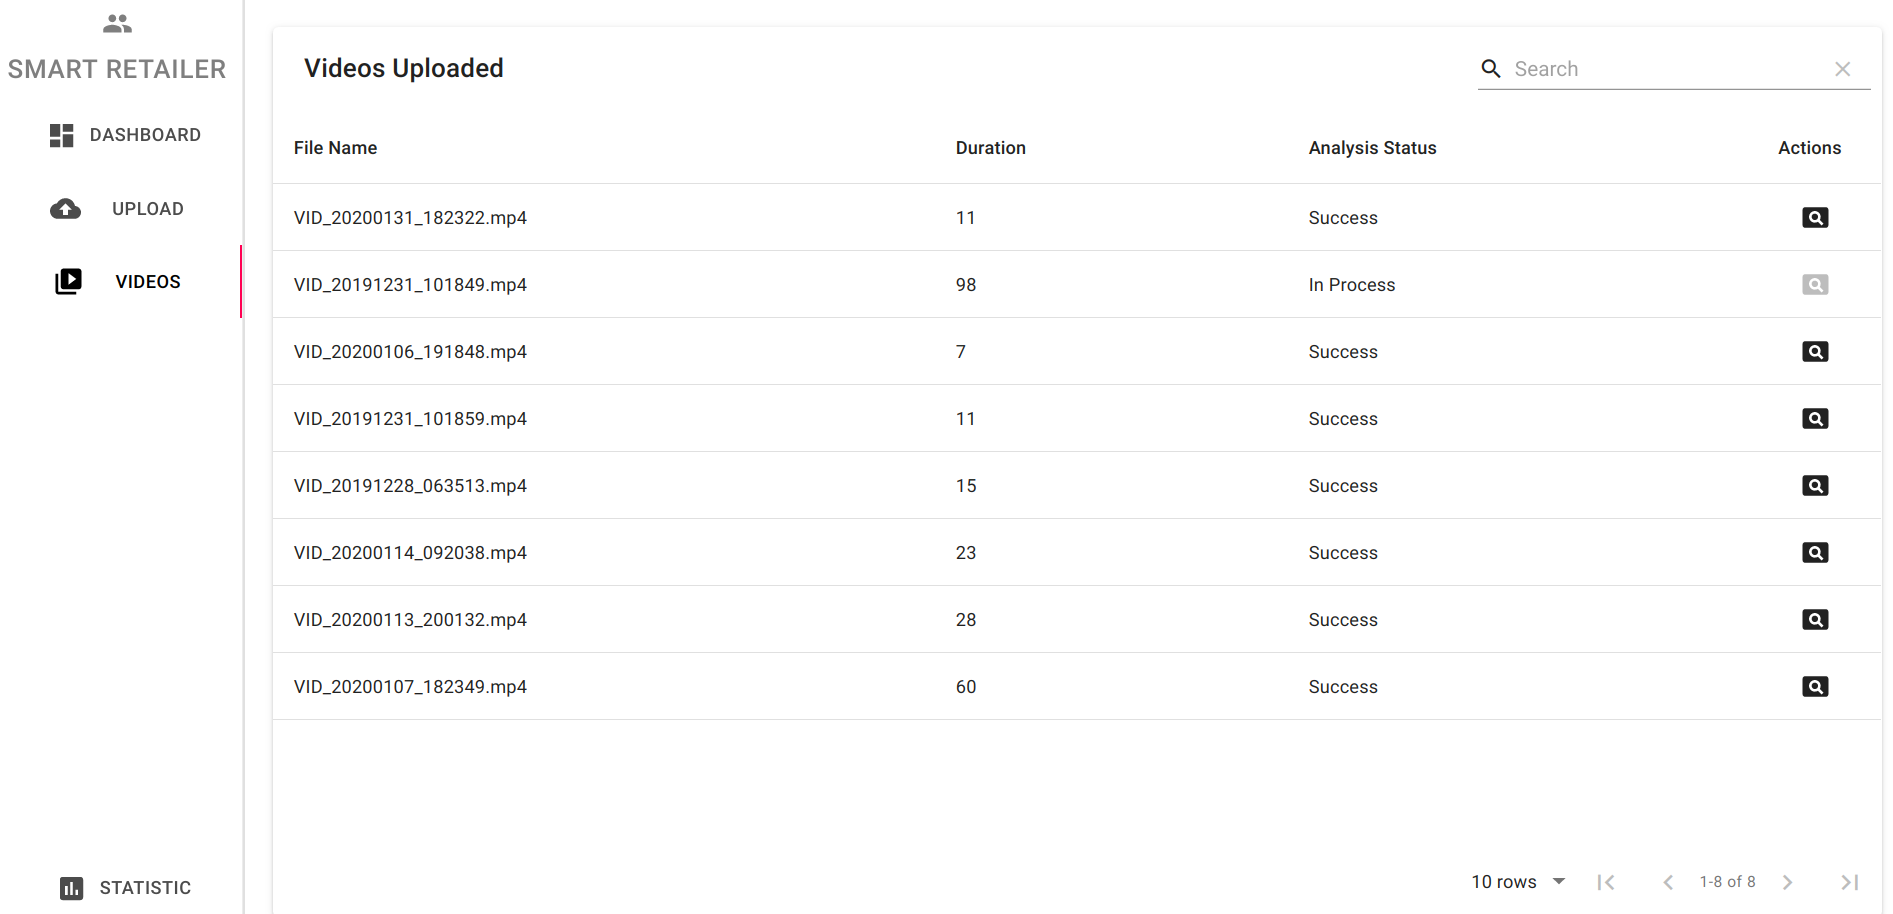 SMART RETAILER
DASHBOARD
UPLOAD
VIDEOS
STATISTIC
Videos Uploaded
Search
File Name Duration Analysis Status Actions
VID_20200131_182322.mp4 11 Success
VID_20191231_101849.mp4 98 In Process
VID_20200106_191848.mp4 7 Success
VID_20191231_101859.mp4 11 Success
VID_20191228_063513.mp4 15 Success
VID_20200114_092038.mp4 23 Success
VID_20200113_200132.mp4 28 Success
VID_20200107_182349.mp4 60 Success
10 rows 1-8 of 8